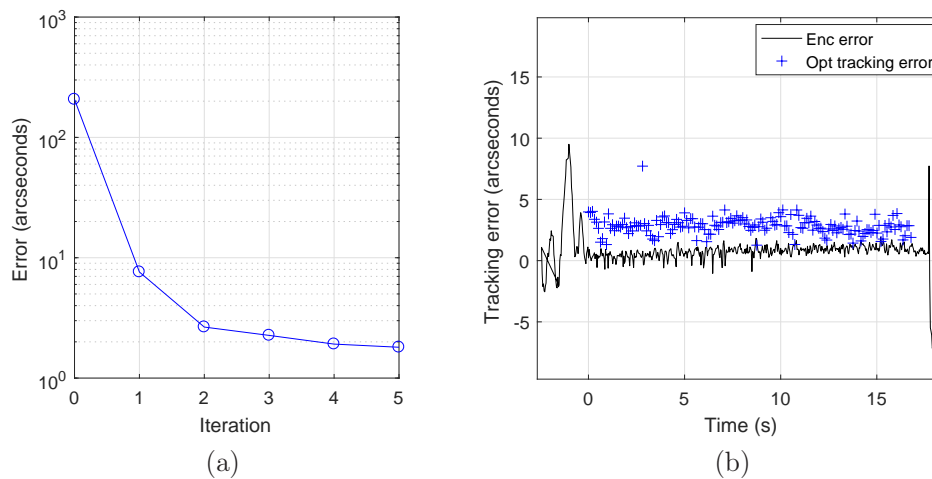 10^3
10^2
10^1
10^0
Error (arcseconds)
0 1 2 3 4 5
Iteration
(a)
Enc error
Opt tracking error
15
10
5
0
-5
Tracking error (arcseconds)
0 5 10 15
Time (s)
(b)